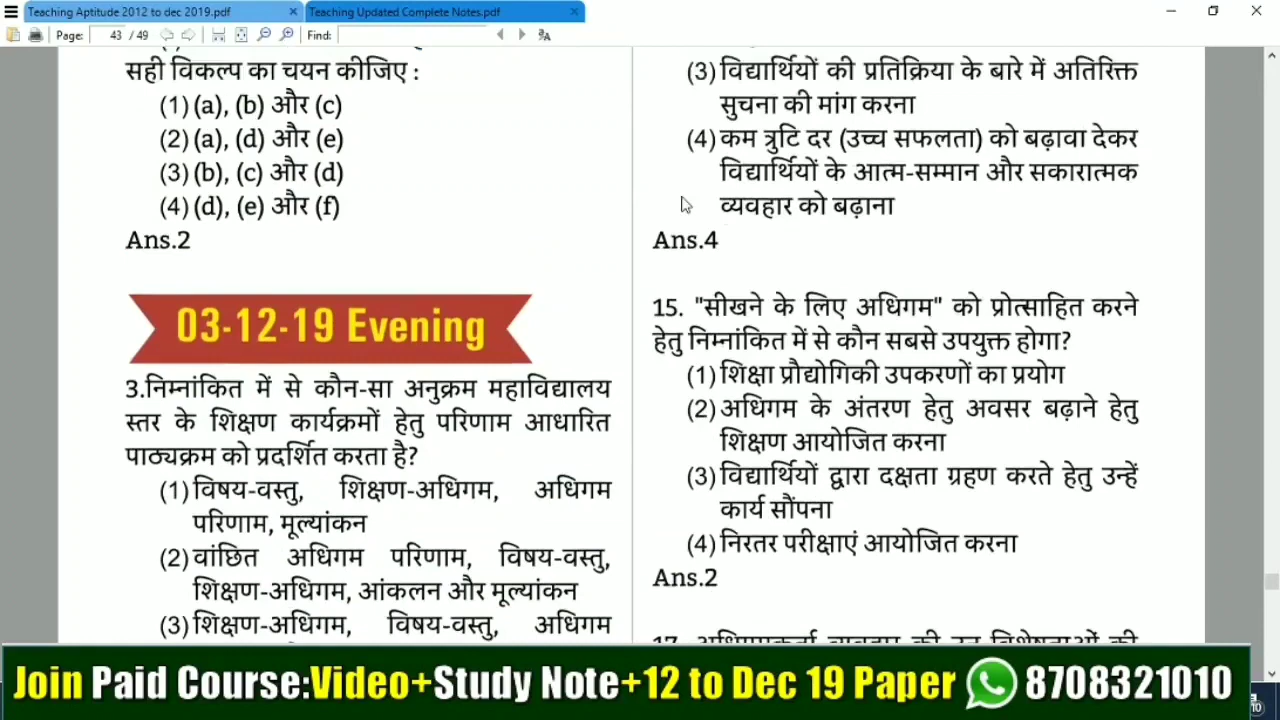 Teaching Aptitude 2012 to dec 2019.pdf
Teaching Updated Complete Notes.pdf
Page: 43 / 49 Find:
सही विकल्प का चयन कीजिए :
(1) (a), (b) और (c)
(2) (a), (d) और (e)
(3) (b), (c) और (d)
(4) (d), (e) और (f)
Ans.2
03-12-19 Evening
3.निम्नांकित में से कौन-सा अनुक्रम महाविद्यालय
स्तर के शिक्षण कार्यक्रमों हेतु परिणाम आधारित
पाठ्यक्रम को प्रदर्शित करता है?
(1) विषय-वस्तु, शिक्षण-अधिगम, अधिगम
परिणाम, मूल्यांकन
(2) वांछित अधिगम परिणाम, विषय-वस्तु,
शिक्षण-अधिगम, आंकलन और मूल्यांकन
(3) शिक्षण-अधिगम, विषय-वस्तु, अधिगम
(3) विद्यार्थियों की प्रतिक्रिया के बारे में अतिरिक्त
सुचना की मांग करना
(4) कम त्रुटि दर (उच्च सफलता) को बढ़ावा देकर
विद्यार्थियों के आत्म-सम्मान और सकारात्मक
व्यवहार को बढ़ाना
Ans.4
15. "सीखने के लिए अधिगम" को प्रोत्साहित करने
हेतु निम्नांकित में से कौन सबसे उपयुक्त होगा?
(1) शिक्षा प्रौद्योगिकी उपकरणों का प्रयोग
(2) अधिगम के अंतरण हेतु अवसर बढ़ाने हेतु
शिक्षण आयोजित करना
(3) विद्यार्थियों द्वारा दक्षता ग्रहण करते हेतु उन्हें
कार्य सौंपना
(4) निरतर परीक्षाएं आयोजित करना
Ans.2
17. अधिगमकर्ता व्यवहार की उन विशेषताओं की
Join Paid Course:Video+Study Note+12 to Dec 19 Paper 8708321010